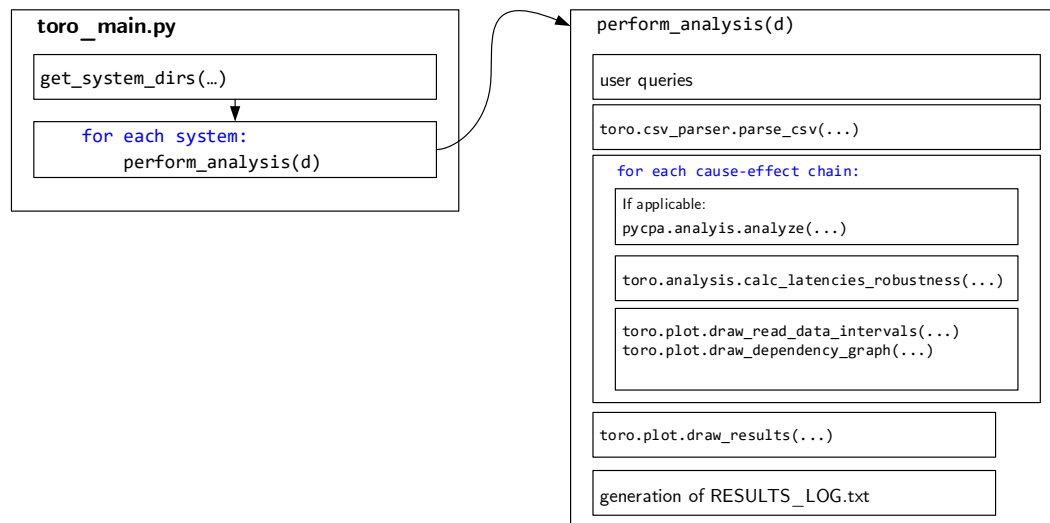 toro_main.py
get_system_dirs(…)
for each system:
perform_analysis(d)
perform_analysis(d)
user queries
toro.csv_parser.parse_csv(...)
for each cause-effect chain:
If applicable:
pycpa.analyis.analyze(...)
toro.analysis.calc_latencies_robustness(...)
toro.plot.draw_read_data_intervals(...)
toro.plot.draw_dependency_graph(...)
toro.plot.draw_results(...)
generation of RESULTS_LOG.txt